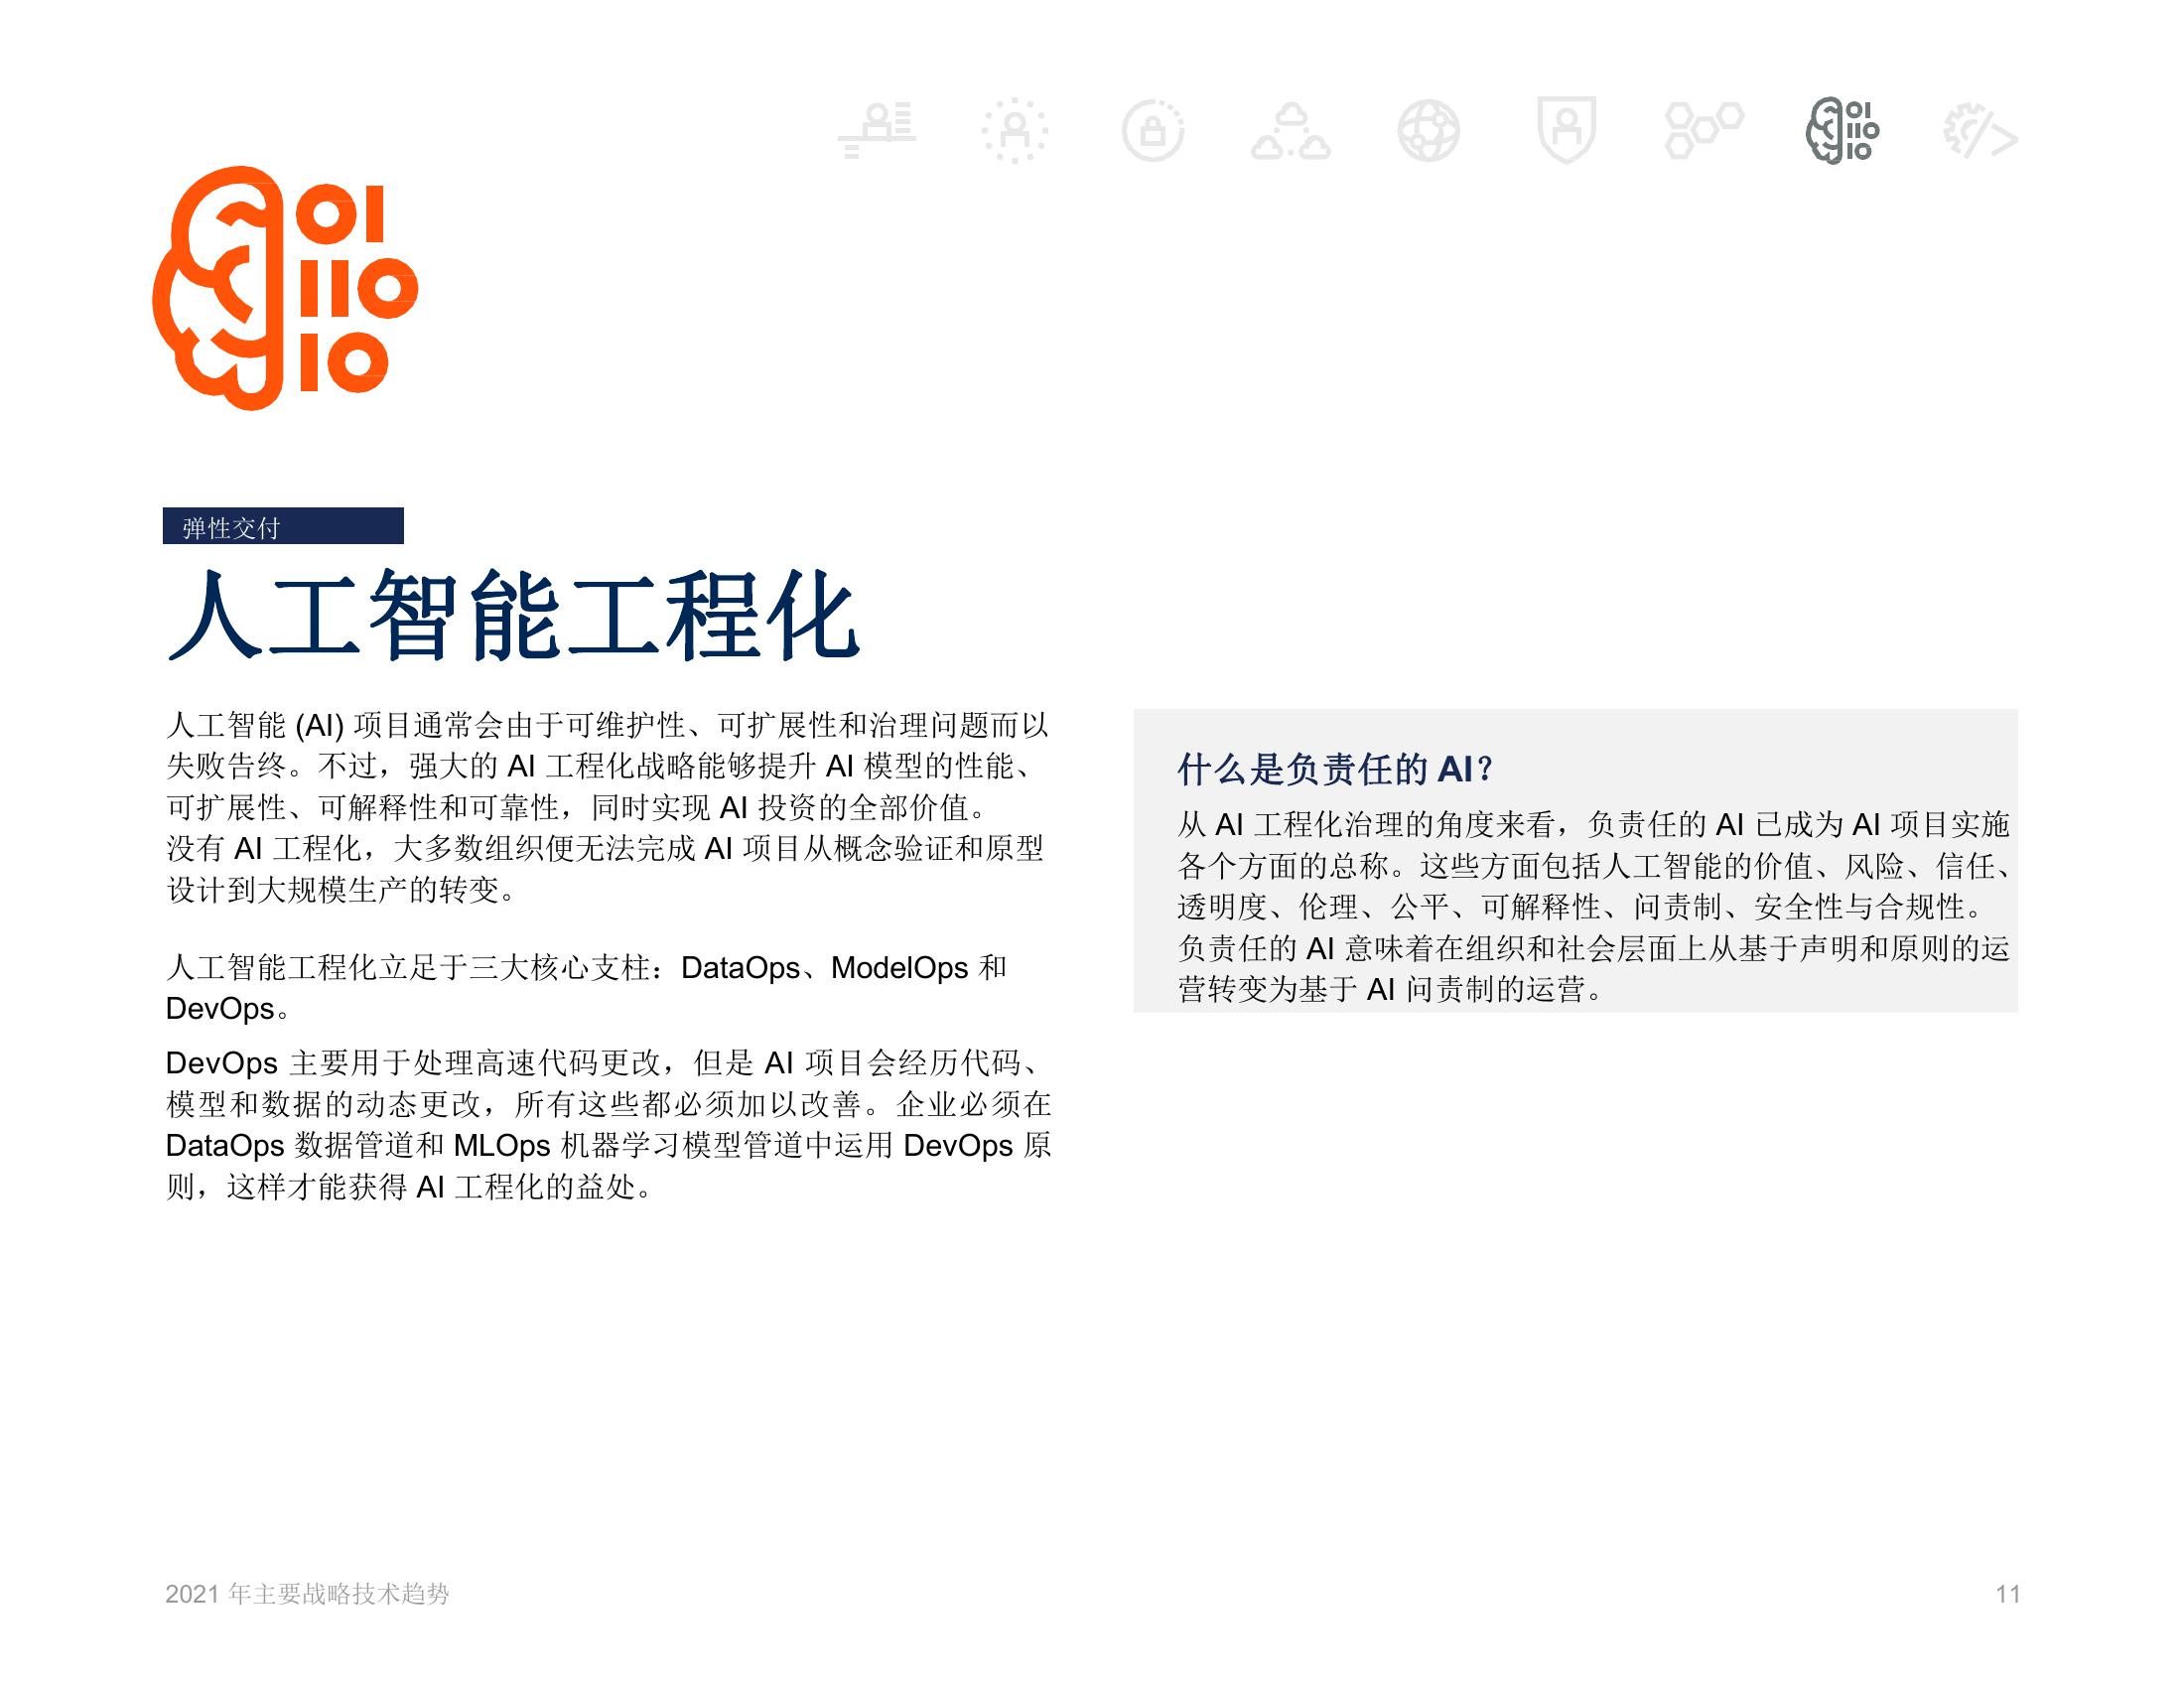 弹性交付
人工智能工程化
人工智能 (AI) 项目通常会由于可维护性、可扩展性和治理问题而以
失败告终。不过，强大的 AI 工程化战略能够提升 AI 模型的性能、
可扩展性、可解释性和可靠性，同时实现 AI 投资的全部价值。
没有 AI 工程化，大多数组织便无法完成 AI 项目从概念验证和原型
设计到大规模生产的转变。
人工智能工程化立足于三大核心支柱：DataOps、ModelOps 和
DevOps。
DevOps 主要用于处理高速代码更改，但是 AI 项目会经历代码、
模型和数据的动态更改，所有这些都必须加以改善。企业必须在
DataOps 数据管道和 MLOps 机器学习模型管道中运用 DevOps 原
则，这样才能获得 AI 工程化的益处。
什么是负责任的 AI？
从 AI 工程化治理的角度来看，负责任的 AI 已成为 AI 项目实施
各个方面的总称。这些方面包括人工智能的价值、风险、信任、
透明度、伦理、公平、可解释性、问责制、安全性与合规性。
负责任的 AI 意味着在组织和社会层面上从基于声明和原则的运
营转变为基于 AI 问责制的运营。
2021 年主要战略技术趋势
11